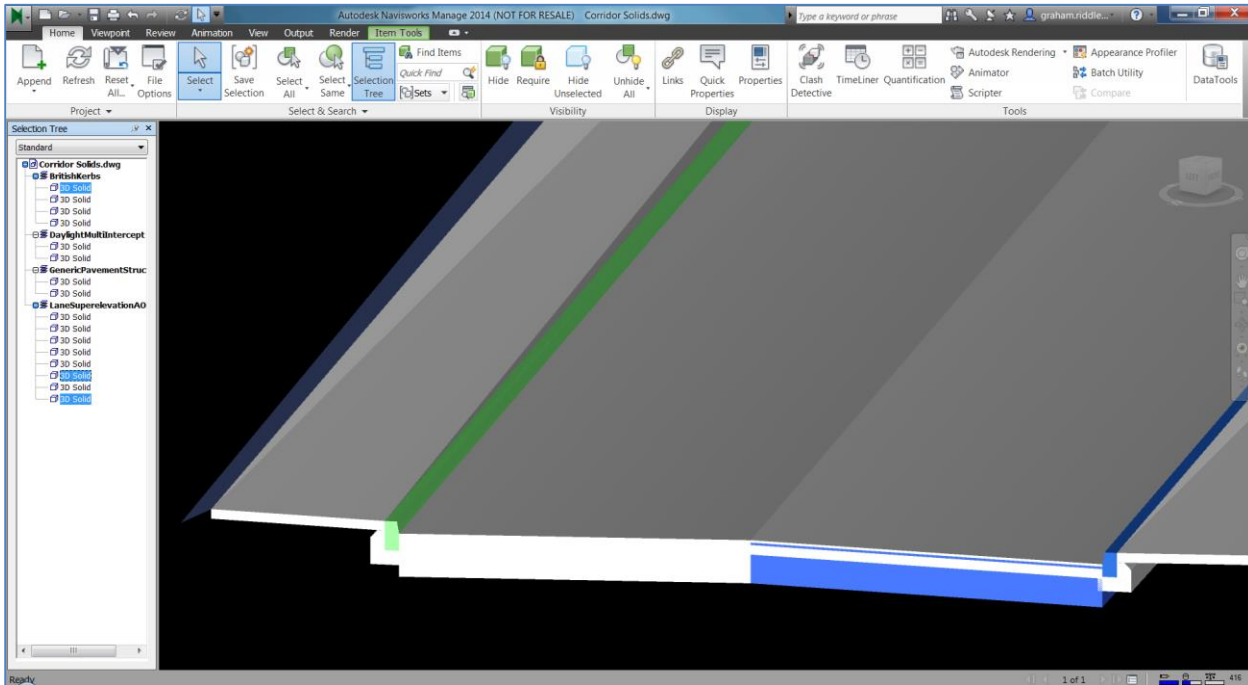 Autodesk Navisworks Manage 2014 (NOT FOR RESALE) Corridor Solids.dwg
Type a keyword or phrase
graham.riddle...
Home Viewpoint Review Animation View Output Render Item Tools
Append
Refresh
Reset All...
File Options
Project
Select
Save Selection
Select All
Select Same
Selection Tree
Find Items
Quick Find
Sets
Select & Search
Hide
Require
Hide Unselected
Unhide All
Visibility
Links
Quick Properties
Properties
Display
Clash Detective
TimeLiner
Quantification
Autodesk Rendering
Animator
Scripter
Appearance Profiler
Batch Utility
Compare
Tools
DataTools
Selection Tree
Standard
Corridor Solids.dwg
BritishKerbs
3D Solid
3D Solid
3D Solid
3D Solid
DaylightMultiIntercept
3D Solid
3D Solid
GenericPavementStruc
3D Solid
3D Solid
LaneSuperelevationAO
3D Solid
3D Solid
3D Solid
3D Solid
3D Solid
3D Solid
3D Solid
3D Solid
Ready
1 of 1
416